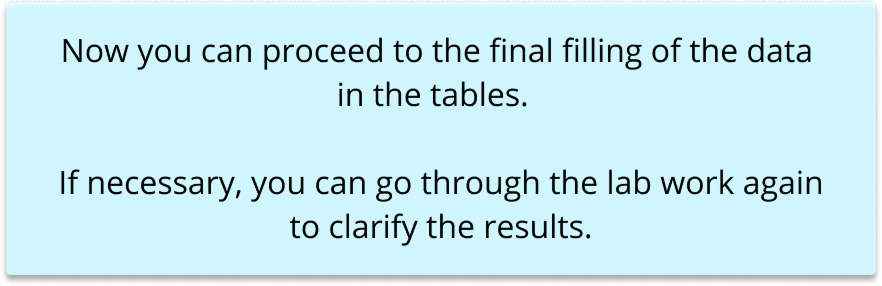 Now you can proceed to the final filling of the data
in the tables.
If necessary, you can go through the lab work again
to clarify the results.